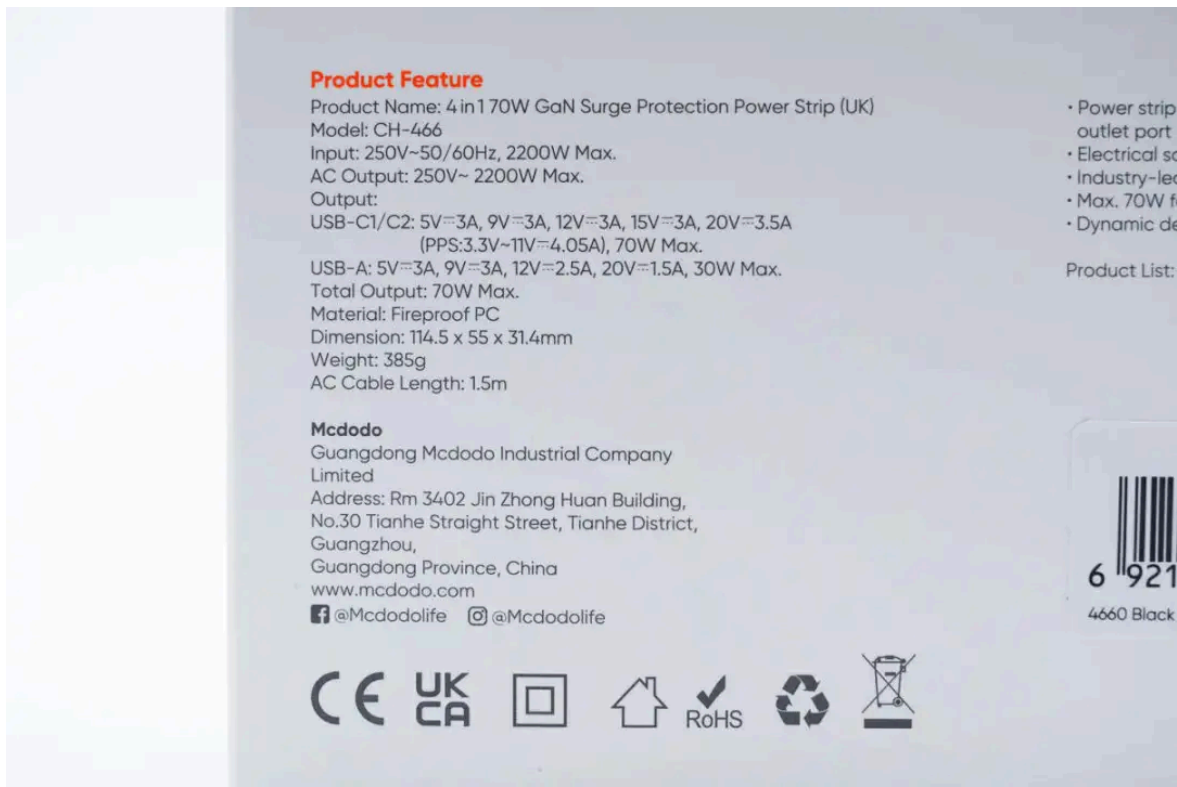 Product Feature
Product Name: 4 in 1 70W GaN Surge Protection Power Strip (UK)
Model: CH-466
Input: 250V~50/60Hz, 2200W Max.
AC Output: 250V~ 2200W Max.
Output:
USB-C1/C2: 5V⎓3A, 9V⎓3A, 12V⎓3A, 15V⎓3A, 20V⎓3.5A
(PPS:3.3V~11V⎓4.05A), 70W Max.
USB-A: 5V⎓3A, 9V⎓3A, 12V⎓2.5A, 20V⎓1.5A, 30W Max.
Total Output: 70W Max.
Material: Fireproof PC
Dimension: 114.5 x 55 x 31.4mm
Weight: 385g
AC Cable Length: 1.5m
Mcdodo
Guangdong Mcdodo Industrial Company
Limited
Address: Rm 3402 Jin Zhong Huan Building,
No.30 Tianhe Straight Street, Tianhe District,
Guangzhou,
Guangdong Province, China
www.mcdodo.com
@Mcdodolife @Mcdodolife
CE UK CA RoHS
• Power strip
outlet port
• Electrical
• Industry-
• Max. 70W
• Dynamic
Product List:
6 921
4660 Black